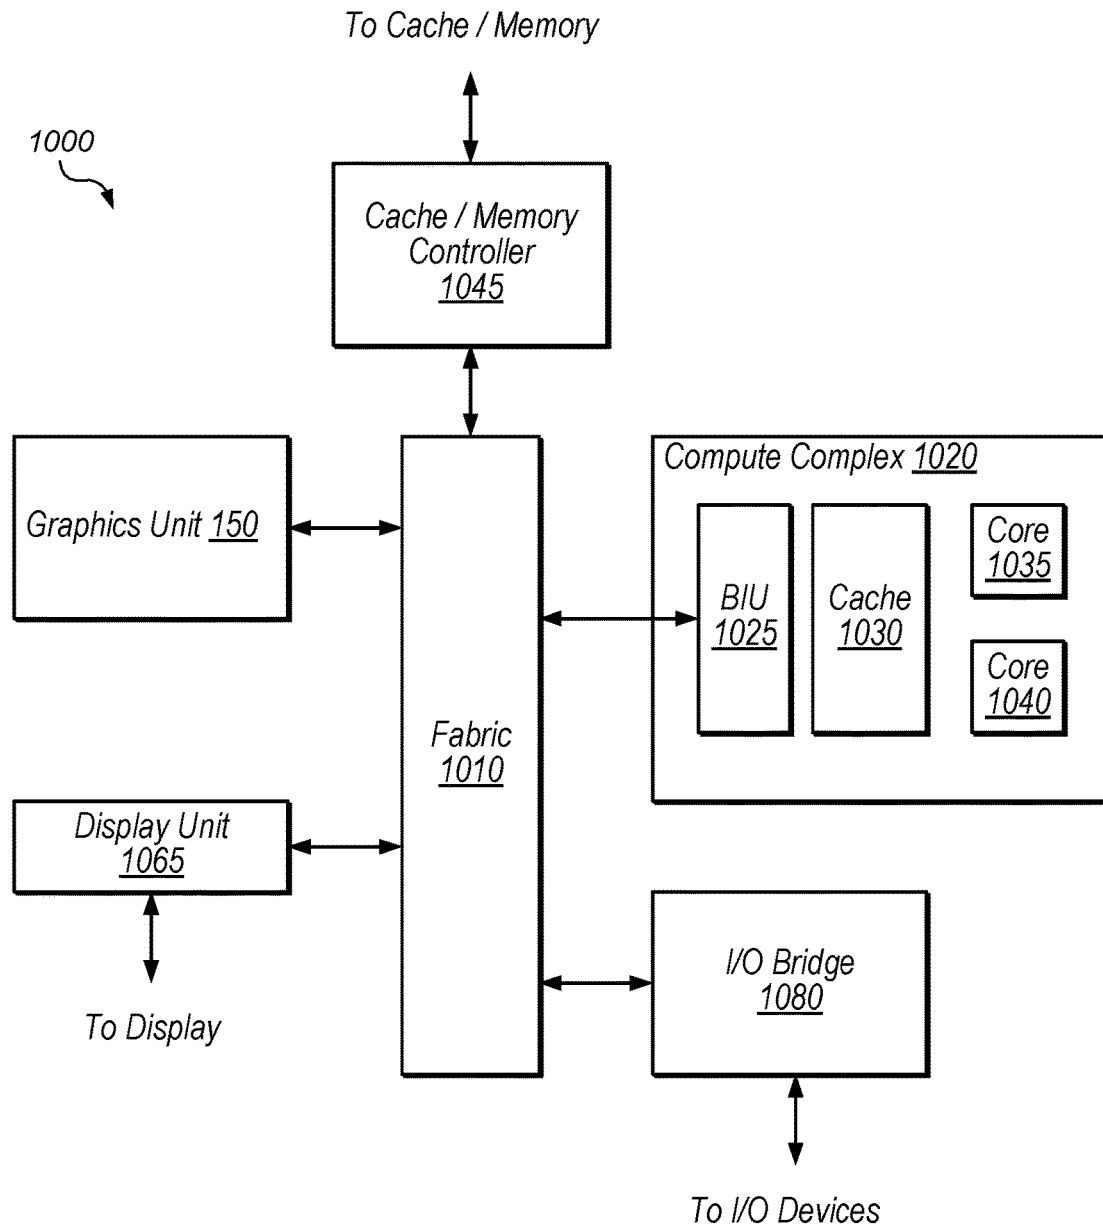 To Cache / Memory
1000
Cache / Memory
Controller
1045
Graphics Unit 150
Compute Complex 1020
BIU
1025
Cache
1030
Core
1035
Core
1040
Fabric
1010
Display Unit
1065
I/O Bridge
1080
To Display
To I/O Devices